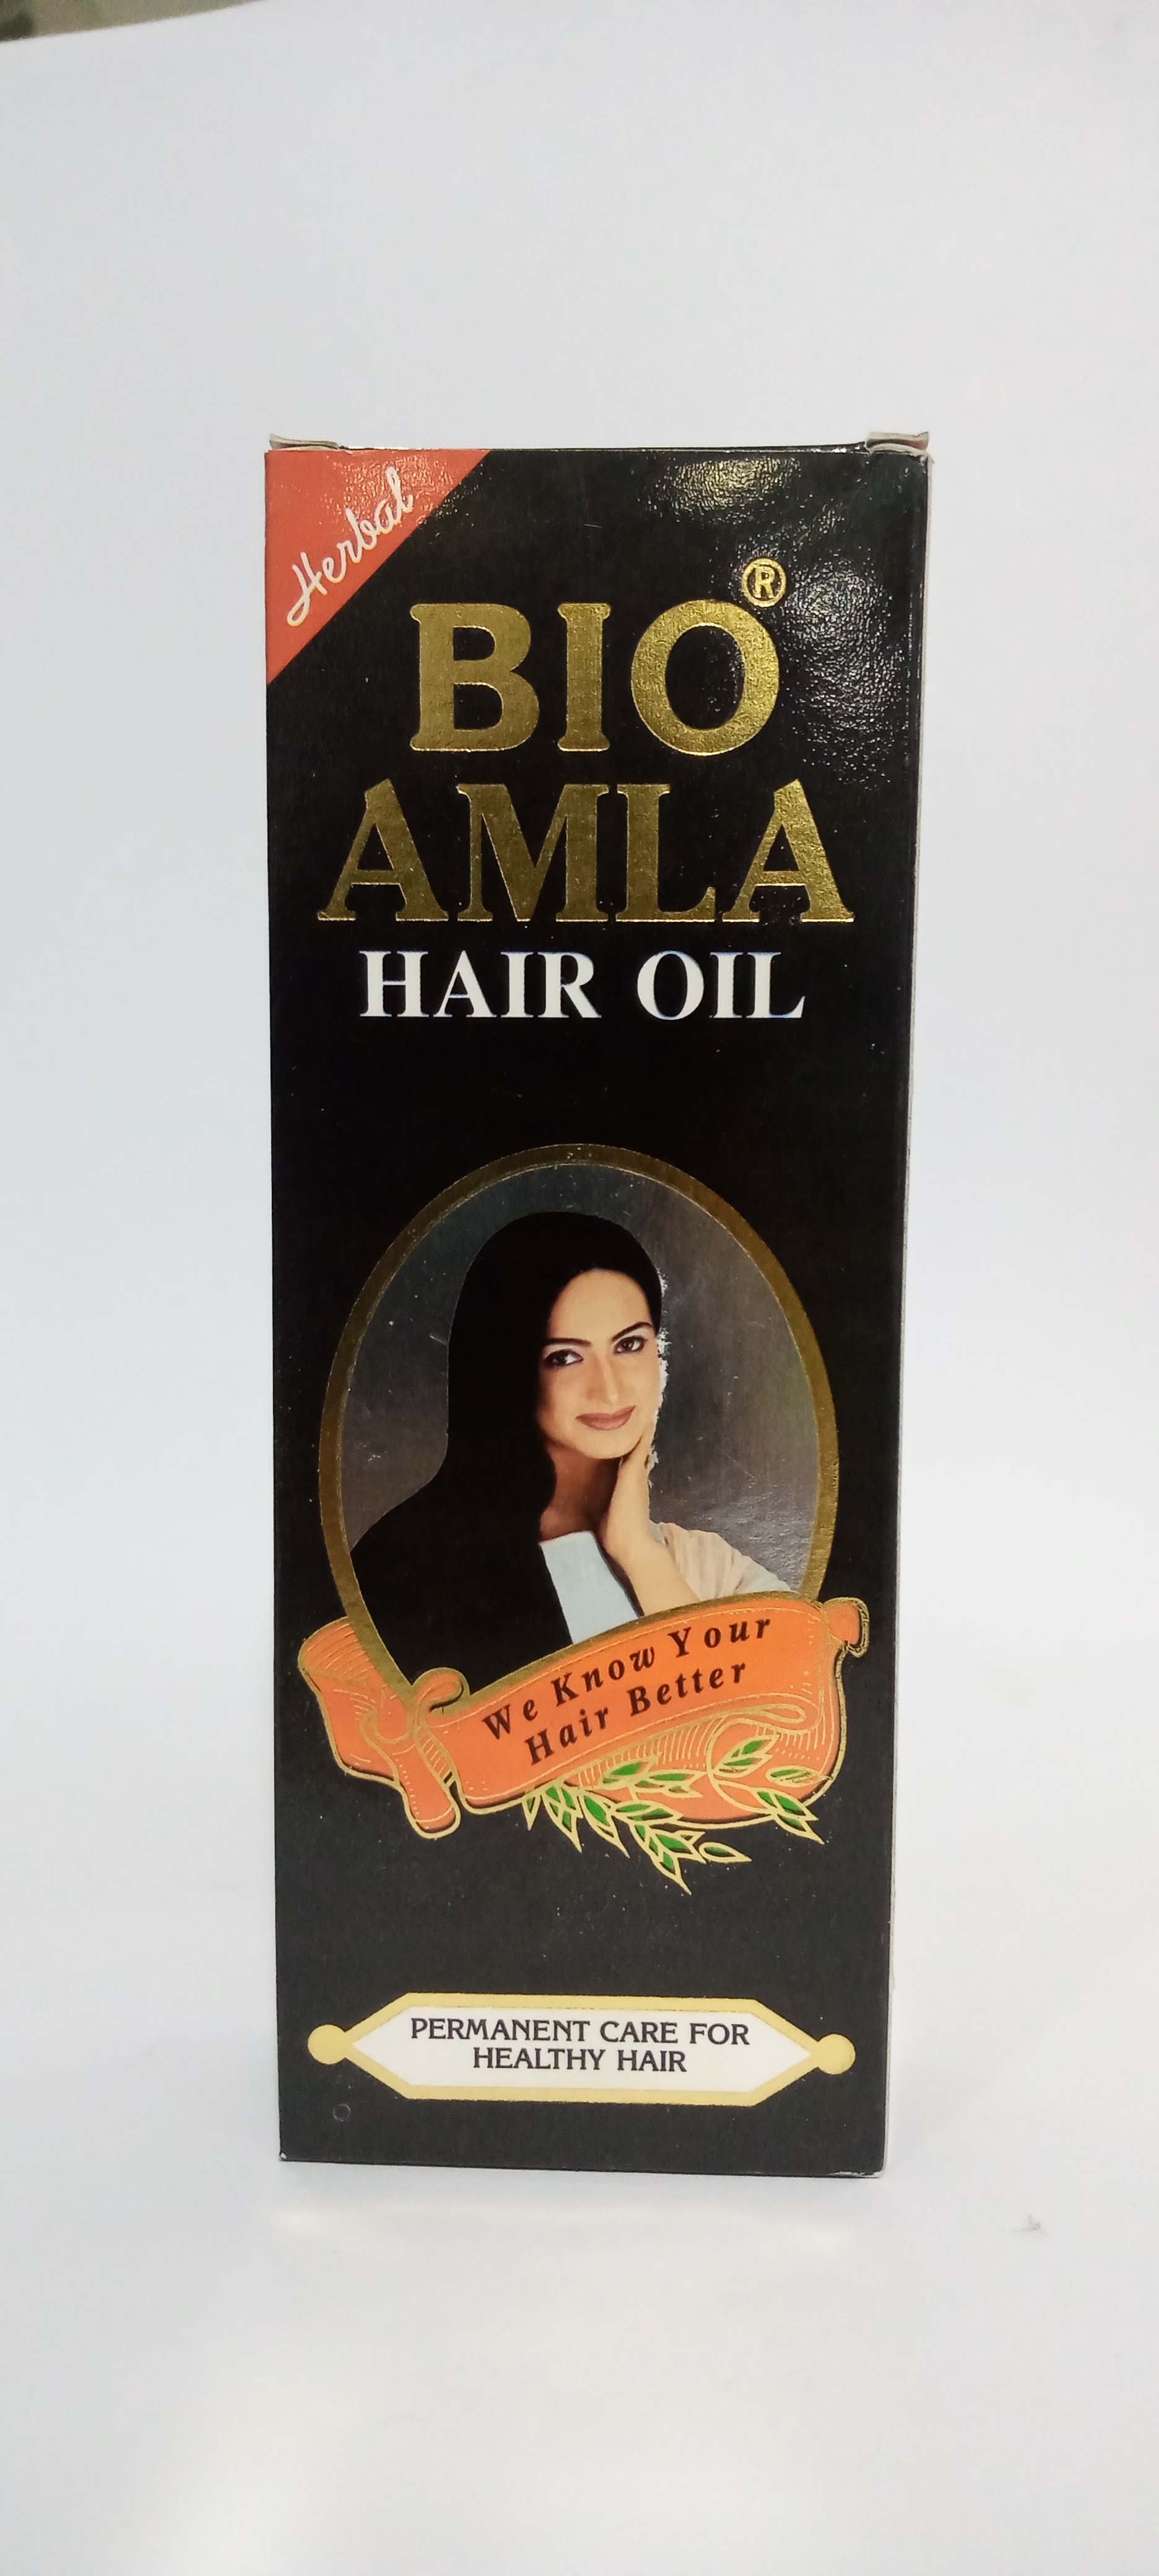 Herbal
BIO®
AMLA
HAIR OIL
We Know Your
Hair Better
PERMANENT CARE FOR
HEALTHY HAIR